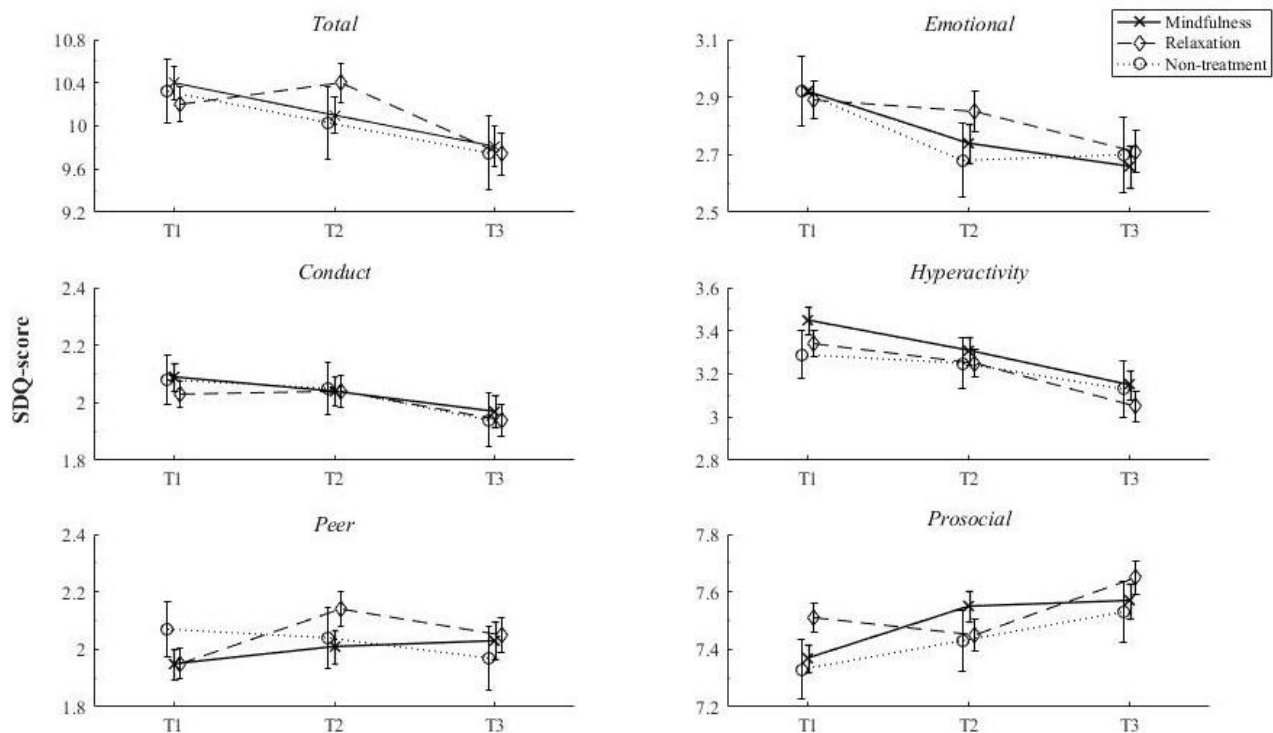 Total
10.8
10.4
10
9.6
9.2
T1 T2 T3
Emotional
3.1
2.9
2.7
2.5
T1 T2 T3
Mindfulness
Relaxation
Non-treatment
SDQ-score
Conduct
2.4
2.2
2
1.8
T1 T2 T3
Hyperactivity
3.6
3.4
3.2
3
2.8
T1 T2 T3
Peer
2.4
2.2
2
1.8
T1 T2 T3
Prosocial
7.8
7.6
7.4
7.2
T1 T2 T3